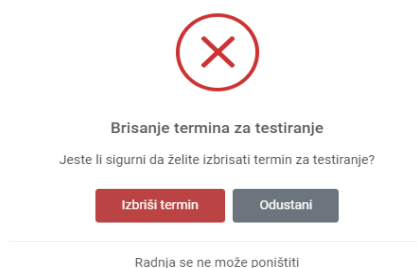 Brisanje termina za testiranje
Jeste li sigurni da želite izbrisati termin za testiranje?
Izbriši termin
Odustani
Radnja se ne može poništiti